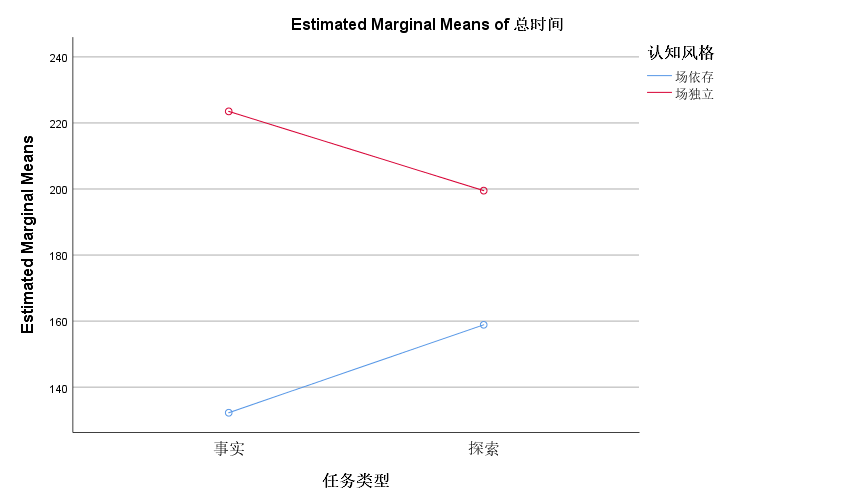 Estimated Marginal Means of 总时间
认知风格
场依存
场独立
Estimated Marginal Means
240
220
200
180
160
140
事实
探索
任务类型